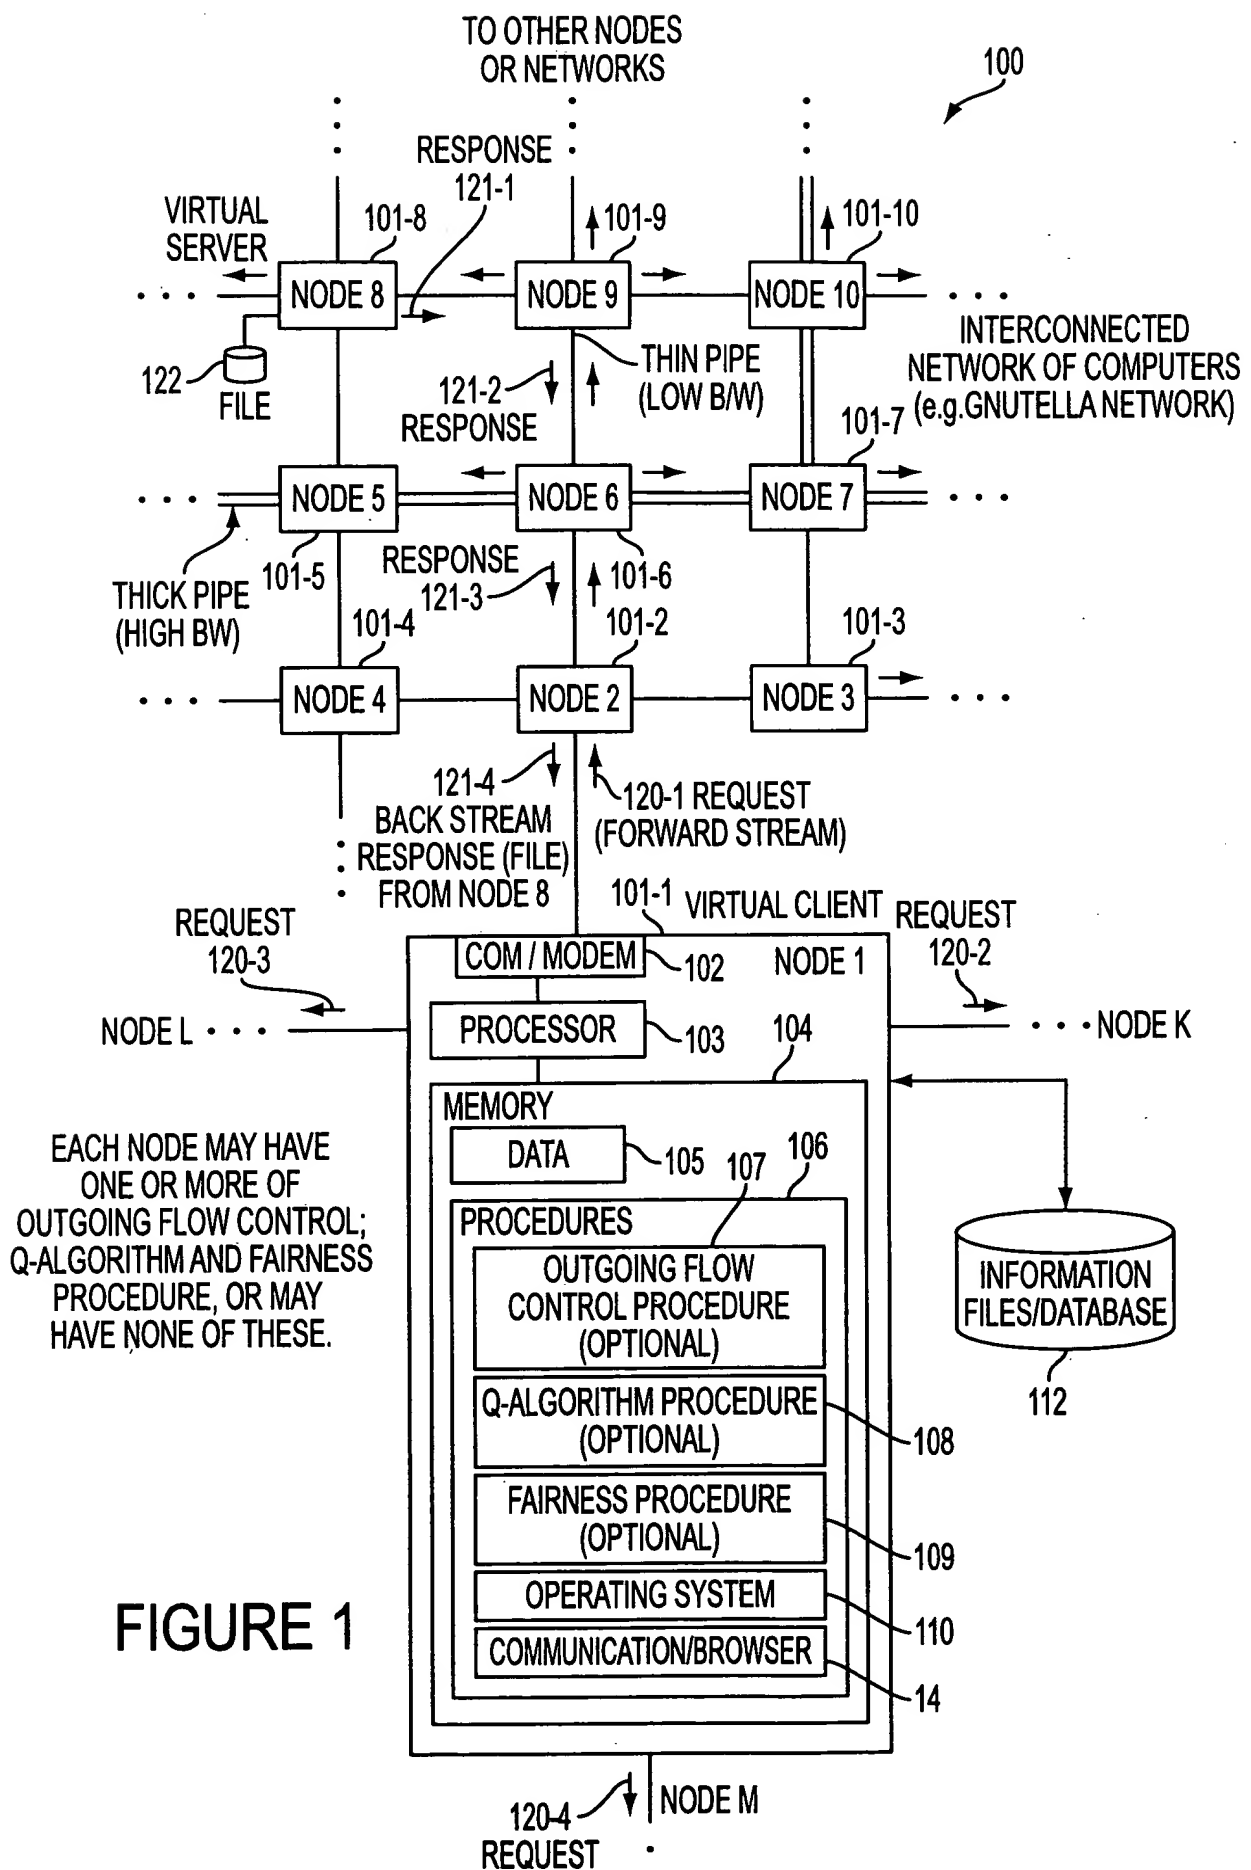 TO OTHER NODES
OR NETWORKS
100
RESPONSE
121-1
VIRTUAL
SERVER
101-8
101-9
101-10
NODE 8
NODE 9
NODE 10
122
FILE
121-2
RESPONSE
THIN PIPE
(LOW B/W)
INTERCONNECTED
NETWORK OF COMPUTERS
(e.g.GNUTELLA NETWORK)
101-7
NODE 5
NODE 6
NODE 7
101-5
RESPONSE
121-3
101-6
THICK PIPE
(HIGH BW)
101-4
101-2
101-3
NODE 4
NODE 2
NODE 3
121-4
BACK STREAM
RESPONSE (FILE)
FROM NODE 8
120-1 REQUEST
(FORWARD STREAM)
101-1
VIRTUAL CLIENT
REQUEST
120-3
REQUEST
120-2
COM / MODEM
102
NODE 1
NODE L
PROCESSOR
103
104
NODE K
MEMORY
DATA
105
107
106
EACH NODE MAY HAVE
ONE OR MORE OF
OUTGOING FLOW CONTROL;
Q-ALGORITHM AND FAIRNESS
PROCEDURE, OR MAY
HAVE NONE OF THESE.
PROCEDURES
OUTGOING FLOW
CONTROL PROCEDURE
(OPTIONAL)
INFORMATION
FILES/DATABASE
112
Q-ALGORITHM PROCEDURE
(OPTIONAL)
108
FAIRNESS PROCEDURE
(OPTIONAL)
109
OPERATING SYSTEM
110
COMMUNICATION/BROWSER
14
FIGURE 1
120-4
REQUEST
NODE M